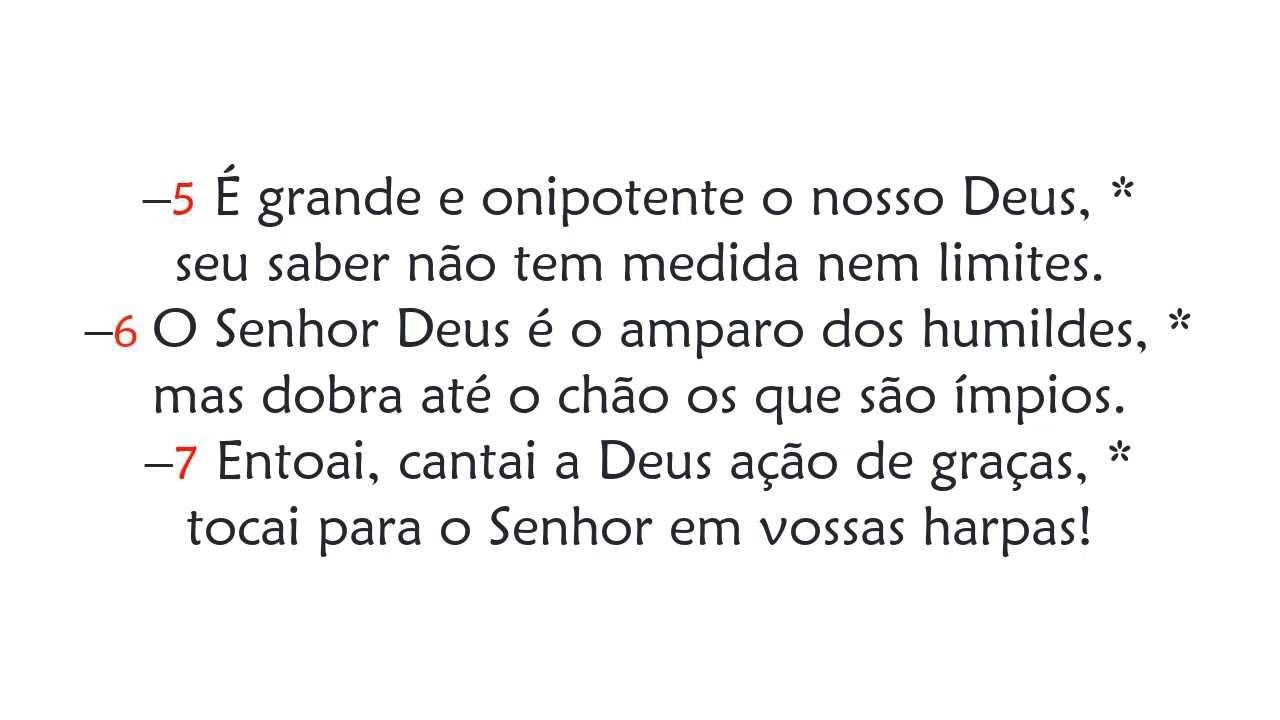 –5 É grande e onipotente o nosso Deus, *
seu saber não tem medida nem limites.
–6 O Senhor Deus é o amparo dos humildes, *
mas dobra até o chão os que são ímpios.
–7 Entoai, cantai a Deus ação de graças, *
tocai para o Senhor em vossas harpas!